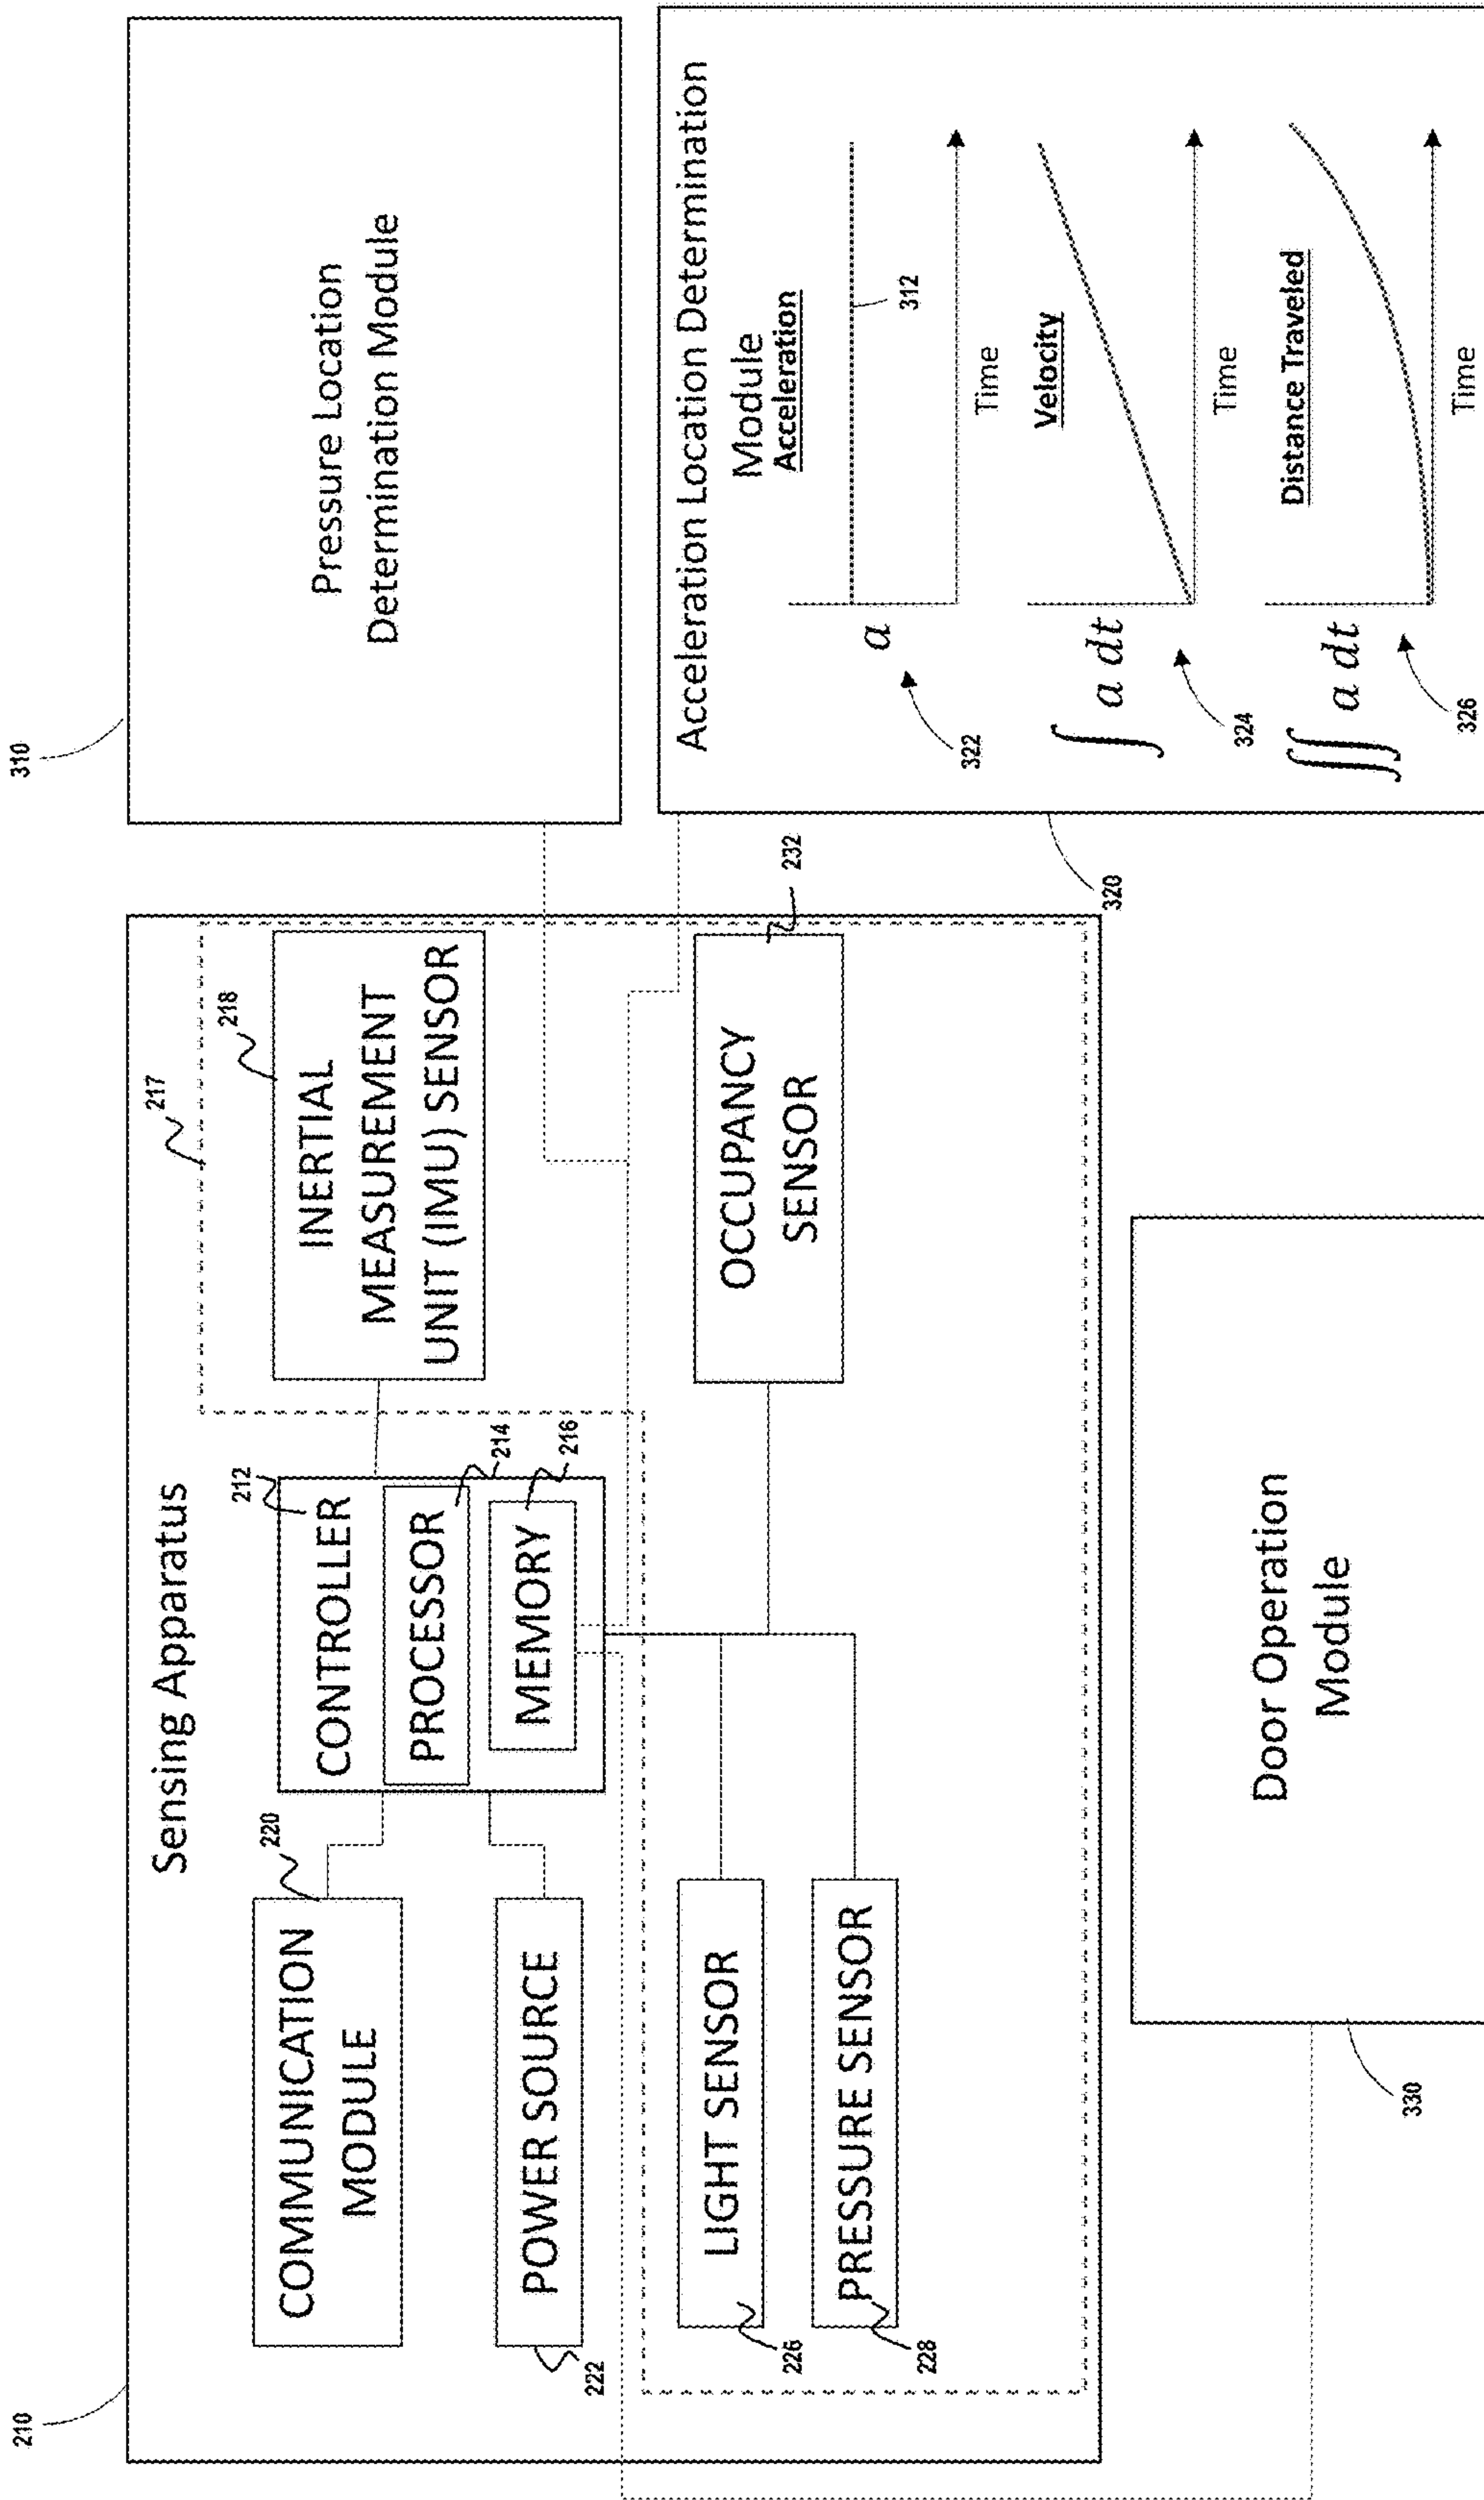 210
Sensing Apparatus
COMMUNICATION
MODULE
220
POWER SOURCE
222
212
CONTROLLER
PROCESSOR
214
MEMORY
216
217
218
INERTIAL
MEASUREMENT
UNIT (IMU) SENSOR
LIGHT SENSOR
226
PRESSURE SENSOR
228
OCCUPANCY
SENSOR
232
310
Pressure Location
Determination Module
Acceleration Location Determination
Module
Acceleration
a
312
322
Time
Velocity
∫ a dt
324
Time
Distance Traveled
∬ a dt
326
Time
320
Door Operation
Module
330